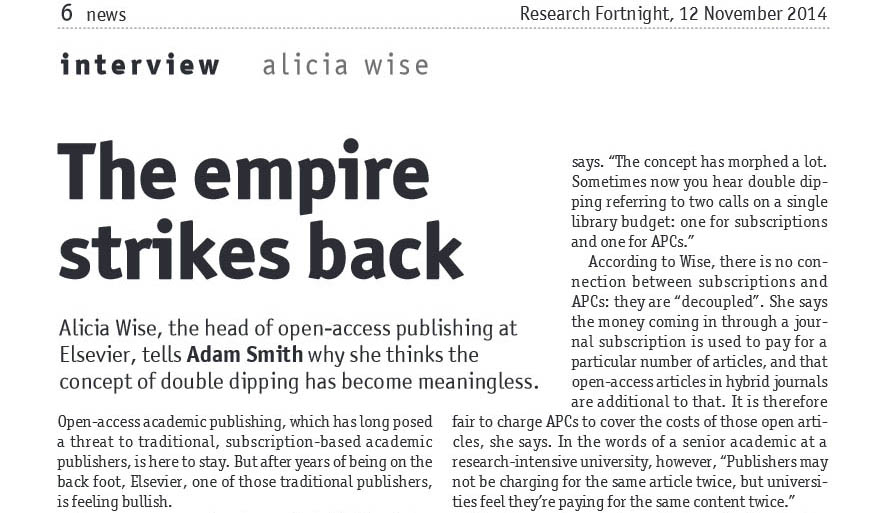 6 news
Research Fortnight, 12 November 2014
interview alicia wise
The empire
strikes back
Alicia Wise, the head of open-access publishing at
Elsevier, tells Adam Smith why she thinks the
concept of double dipping has become meaningless.
Open-access academic publishing, which has long posed
a threat to traditional, subscription-based academic
publishers, is here to stay. But after years of being on the
back foot, Elsevier, one of those traditional publishers,
is feeling bullish.
says. “The concept has morphed a lot.
Sometimes now you hear double dip-
ping referring to two calls on a single
library budget: one for subscriptions
and one for APCs.”
According to Wise, there is no con-
nection between subscriptions and
APCs: they are “decoupled”. She says
the money coming in through a jour-
nal subscription is used to pay for a
particular number of articles, and that
open-access articles in hybrid journals
are additional to that. It is therefore
fair to charge APCs to cover the costs of those open arti-
cles, she says. In the words of a senior academic at a
research-intensive university, however, “Publishers may
not be charging for the same article twice, but universi-
ties feel they’re paying for the same content twice.”